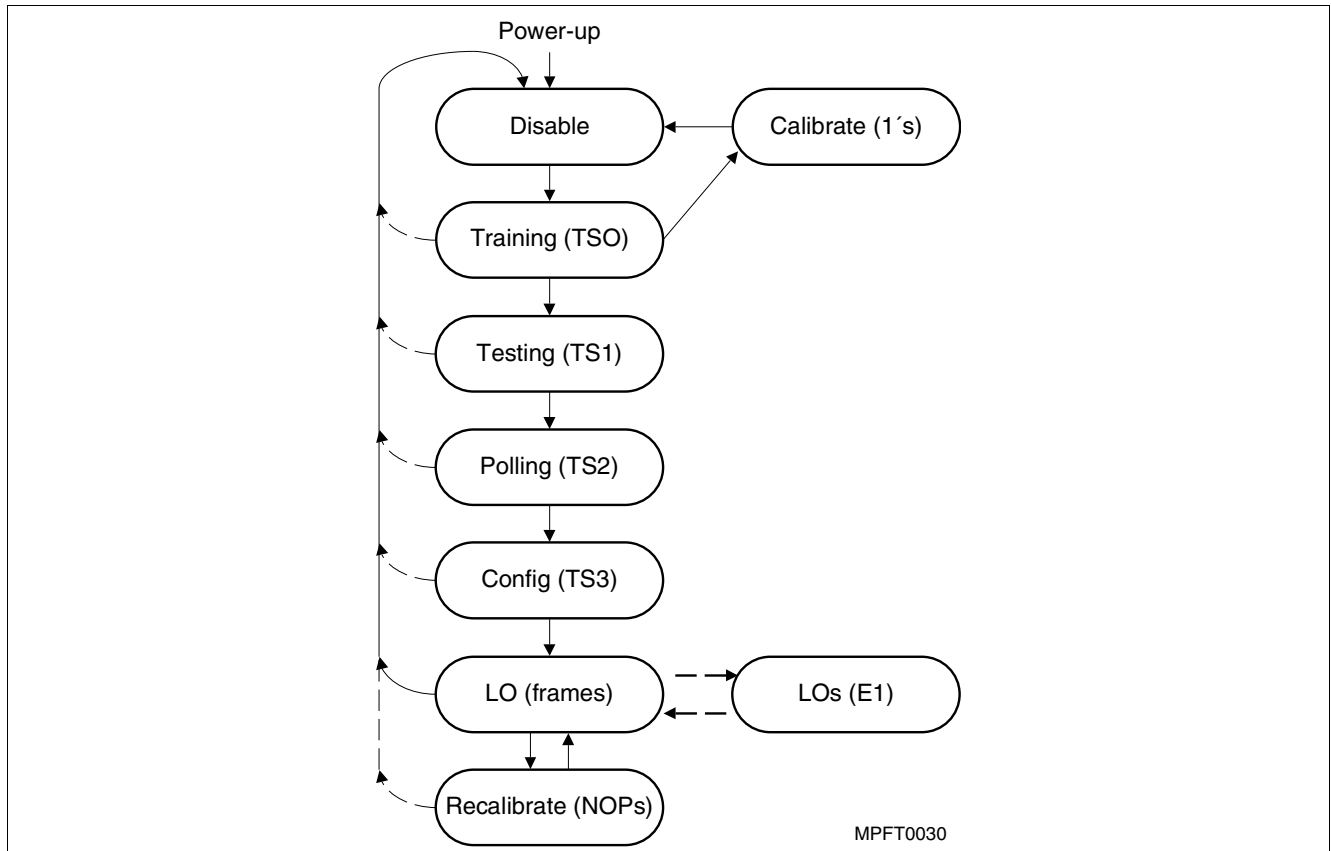 Power-up
Disable
Calibrate (1´s)
Training (TSO)
Testing (TS1)
Polling (TS2)
Config (TS3)
LO (frames)
LOs (E1)
Recalibrate (NOPs)
MPFT0030